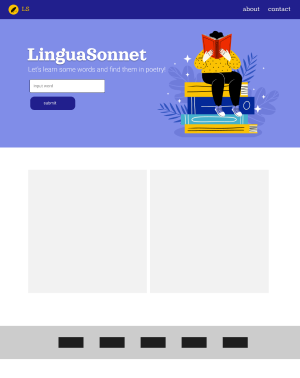 LS
about contact
LinguaSonnet
Let's learn some words and find them in poetry!
input word
submit